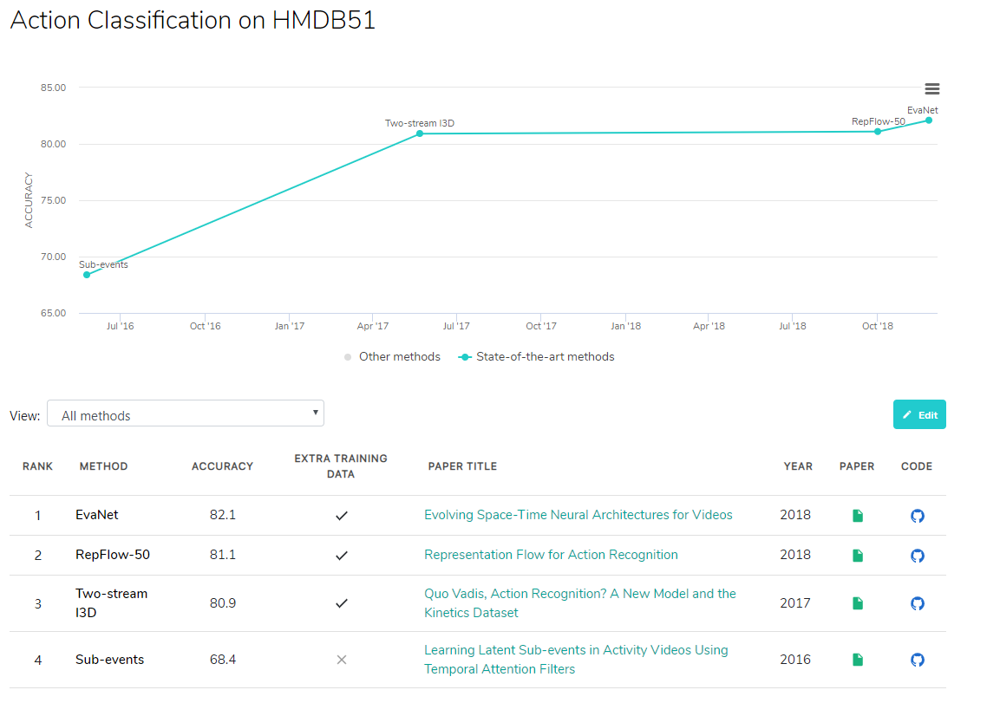 Action Classification on HMDB51
85.00
80.00
75.00
70.00
65.00
ACCURACY
Sub-events
Two-stream I3D
RepFlow-50
EvaNet
Jul '16 Oct '16 Jan '17 Apr '17 Jul '17 Oct '17 Jan '18 Apr '18 Jul '18 Oct '18
Other methods State-of-the-art methods
View: All methods Edit
RANK METHOD ACCURACY EXTRA TRAINING DATA PAPER TITLE YEAR PAPER CODE
1 EvaNet 82.1 Evolving Space-Time Neural Architectures for Videos 2018
2 RepFlow-50 81.1 Representation Flow for Action Recognition 2018
3 Two-stream I3D 80.9 Quo Vadis, Action Recognition? A New Model and the Kinetics Dataset 2017
4 Sub-events 68.4 Learning Latent Sub-events in Activity Videos Using Temporal Attention Filters 2016